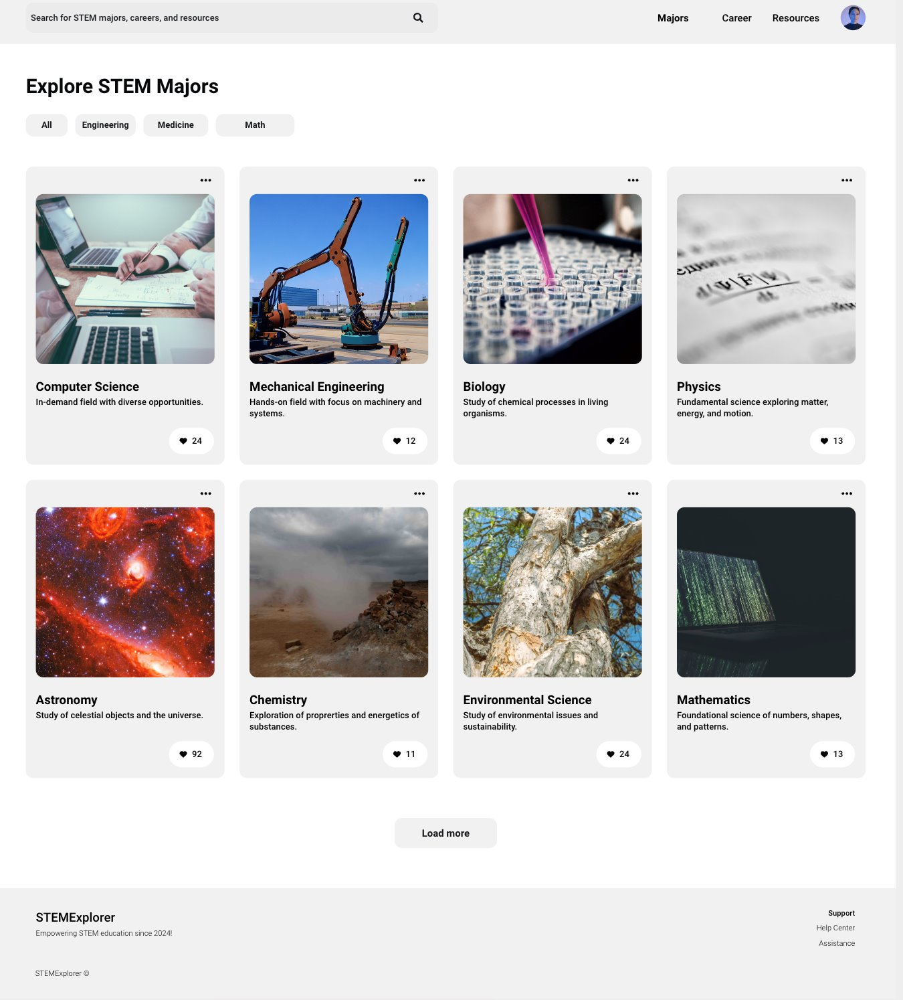 Search for STEM majors, careers, and resources
Majors
Career
Resources
Explore STEM Majors
All
Engineering
Medicine
Math
Computer Science
In-demand field with diverse opportunities.
24
Mechanical Engineering
Hands-on field with focus on machinery and
systems.
12
Biology
Study of chemical processes in living
organisms.
24
Physics
Fundamental science exploring matter,
energy, and motion.
13
Astronomy
Study of celestial objects and the universe.
92
Chemistry
Exploration of proprerties and energetics of
substances.
11
Environmental Science
Study of environmental issues and
sustainability.
24
Mathematics
Foundational science of numbers, shapes,
and patterns.
13
Load more
STEMExplorer
Empowering STEM education since 2024!
Support
Help Center
Assistance
STEMExplorer ©